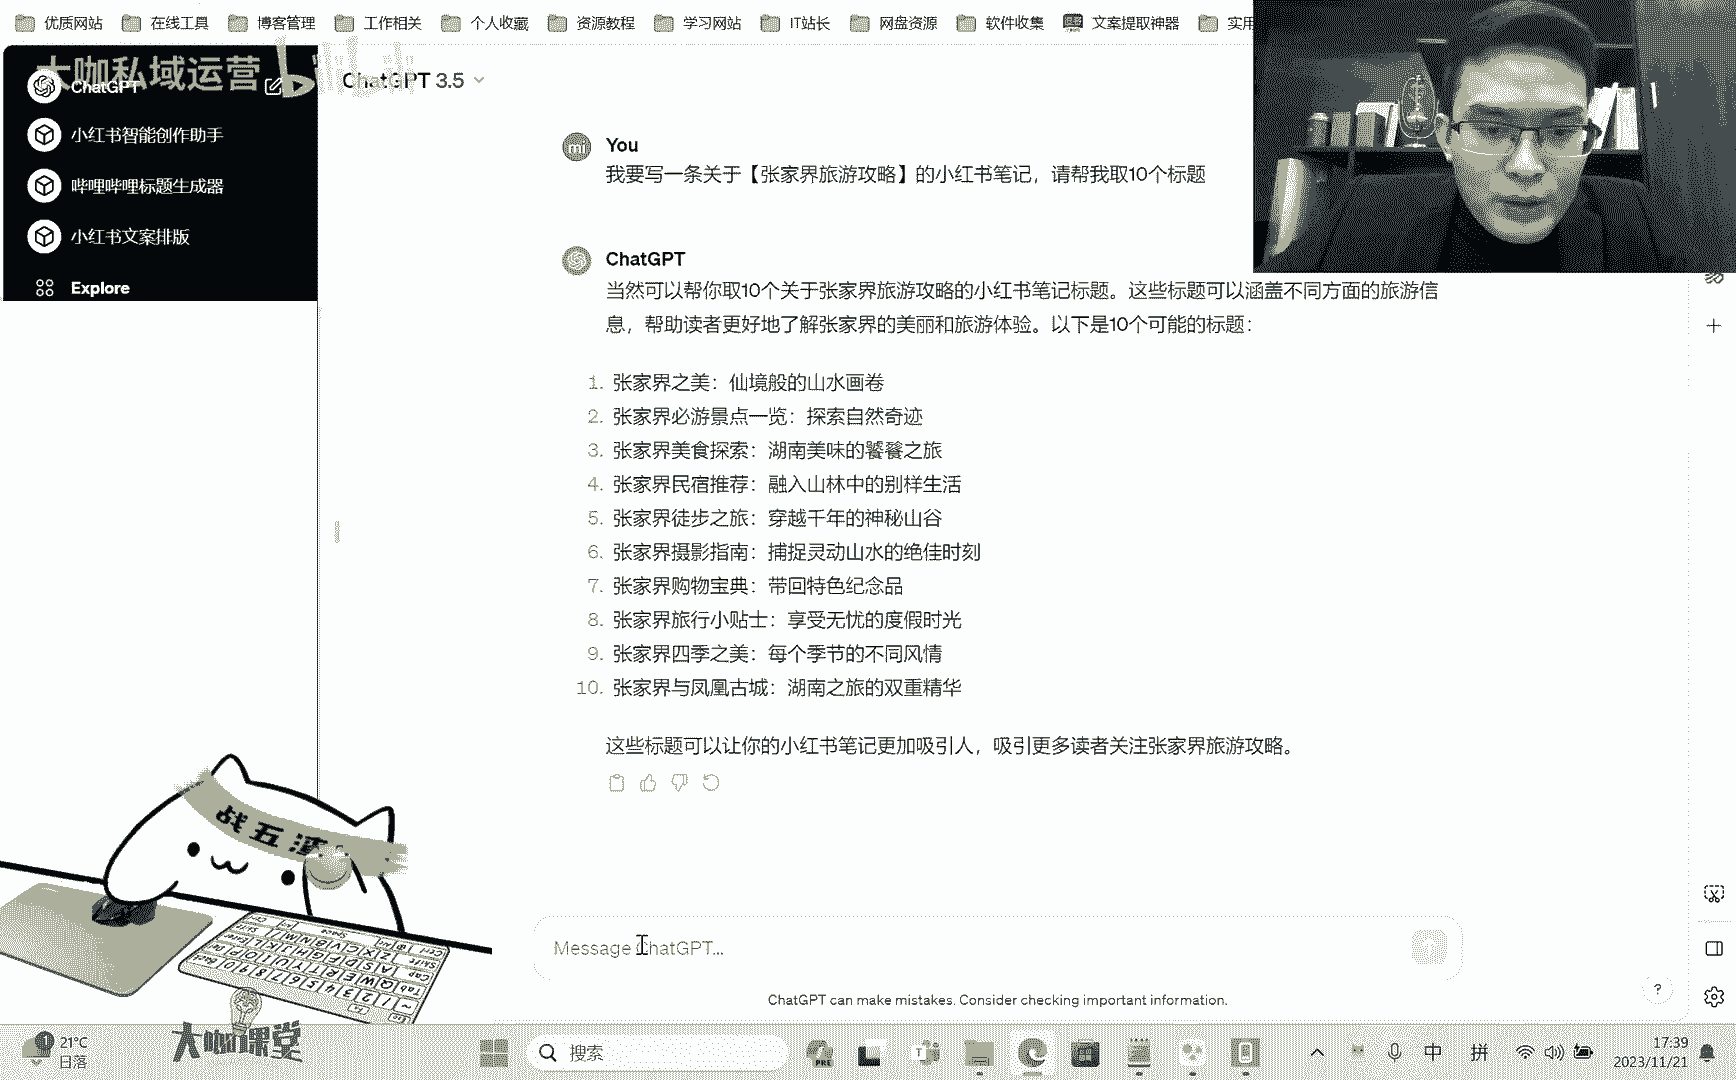 优质网站
在线工具
博客管理
工作相关
个人收藏
资源教程
学习网站
IT站长
网盘资源
软件收集
文案提取神器
实用
大咖私域运营
ChatGPT
小红书智能创作助手
哔哩哔哩标题生成器
小红书文案排版
Explore
ChatGPT 3.5
You
我要写一条关于【张家界旅游攻略】的小红书笔记，请帮我取10个标题
ChatGPT
当然可以帮你取10个关于张家界旅游攻略的小红书笔记标题。这些标题可以涵盖不同方面的旅游信
息，帮助读者更好地了解张家界的美丽和旅游体验。以下是10个可能的标题：
1. 张家界之美：仙境般的山水画卷
2. 张家界必游景点一览：探索自然奇迹
3. 张家界美食探索：湖南美味的饕餮之旅
4. 张家界民宿推荐：融入山林中的别样生活
5. 张家界徒步之旅：穿越千年的神秘山谷
6. 张家界摄影指南：捕捉灵动山水的绝佳时刻
7. 张家界购物宝典：带回特色纪念品
8. 张家界旅行小贴士：享受无忧的度假时光
9. 张家界四季之美：每个季节的不同风情
10. 张家界与凤凰古城：湖南之旅的双重精华
这些标题可以让你的小红书笔记更加吸引人，吸引更多读者关注张家界旅游攻略。
Message ChatGPT...
ChatGPT can make mistakes. Consider checking important information.
?
战五渣
大咖课堂
21°C
日落
搜索
PRE
中
拼
17:39
2023/11/21